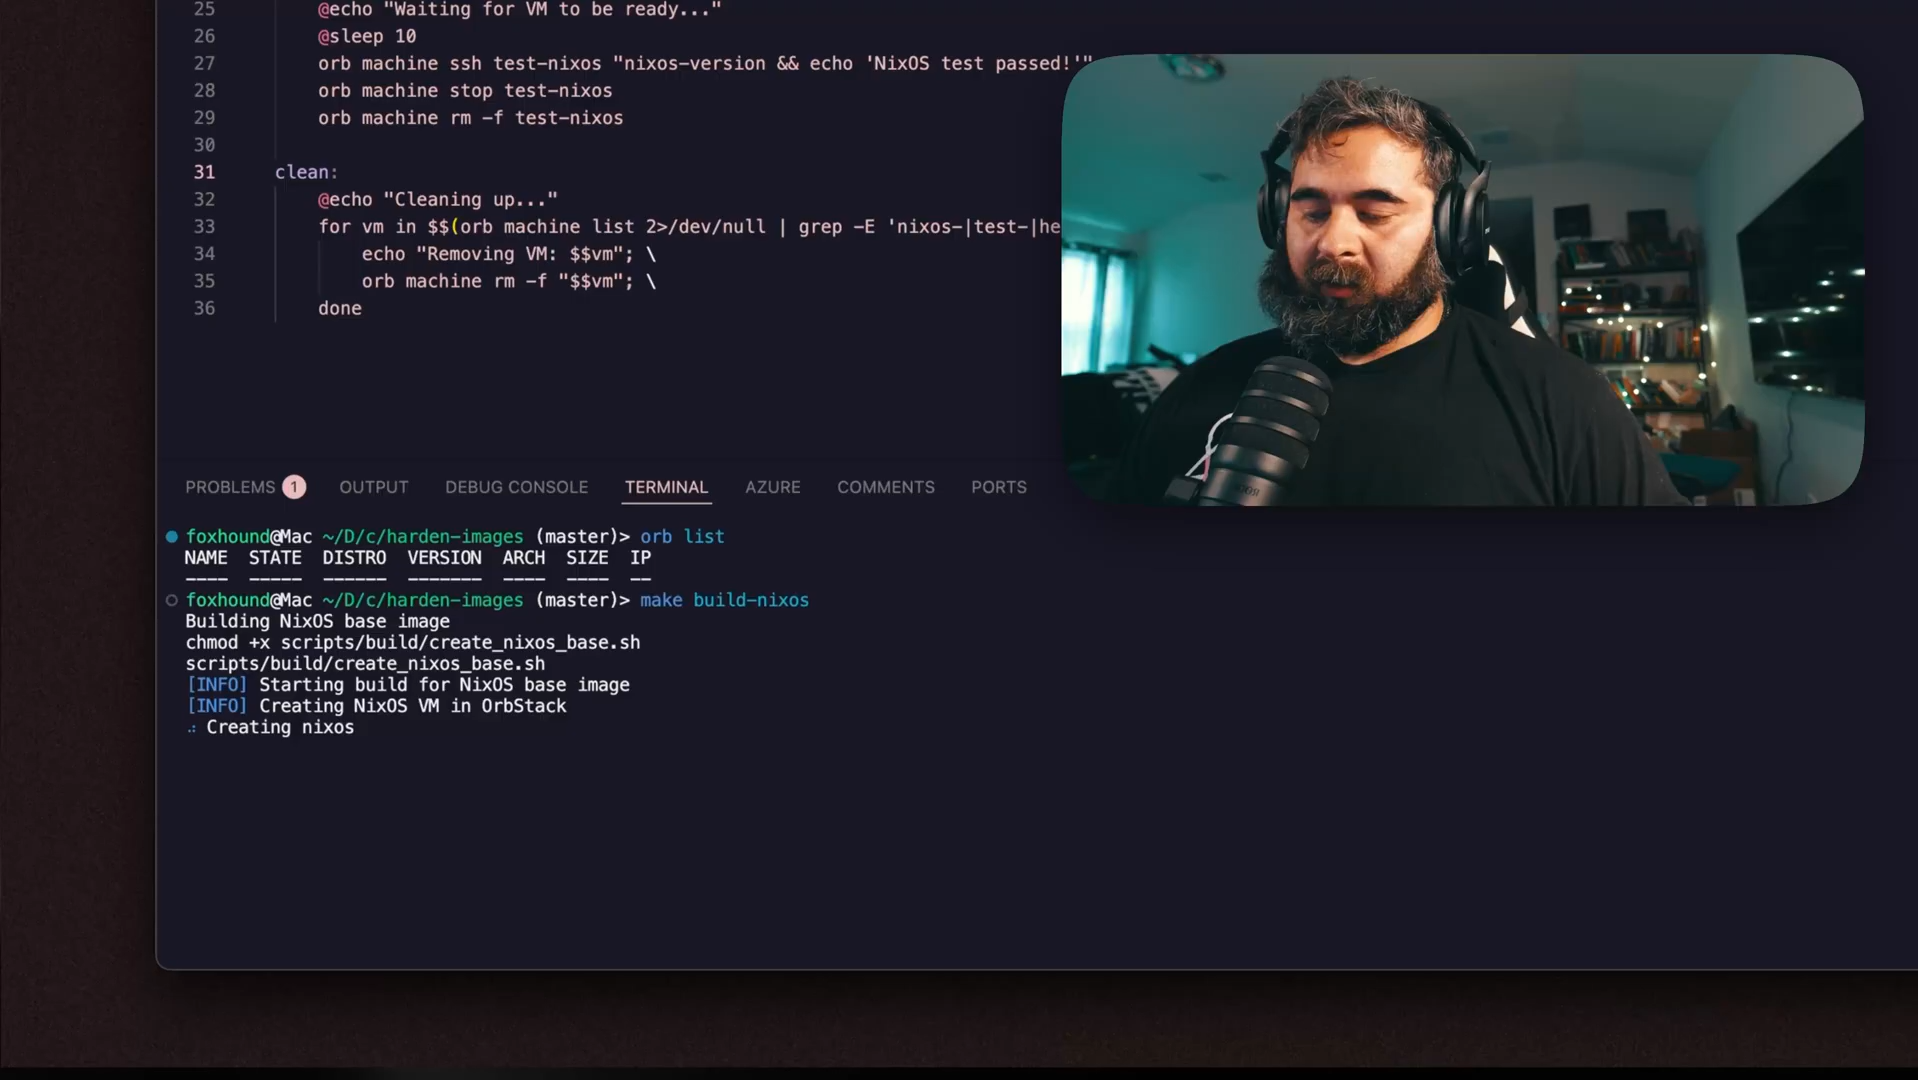 25 @echo "Waiting for VM to be ready..."
26 @sleep 10
27 orb machine ssh test-nixos "nixos-version && echo 'NixOS test passed!'"
28 orb machine stop test-nixos
29 orb machine rm -f test-nixos
30
31 clean:
32 @echo "Cleaning up..."
33 for vm in $$(orb machine list 2>/dev/null | grep -E 'nixos-|test-|he
34 echo "Removing VM: $$vm"; \
35 orb machine rm -f "$$vm"; \
36 done
PROBLEMS 1 OUTPUT DEBUG CONSOLE TERMINAL AZURE COMMENTS PORTS
foxhound@Mac ~/D/c/harden-images (master)> orb list
NAME STATE DISTRO VERSION ARCH SIZE IP
---- ----- ------ ------- ---- ---- --
foxhound@Mac ~/D/c/harden-images (master)> make build-nixos
Building NixOS base image
chmod +x scripts/build/create_nixos_base.sh
scripts/build/create_nixos_base.sh
[INFO] Starting build for NixOS base image
[INFO] Creating NixOS VM in OrbStack
Creating nixos